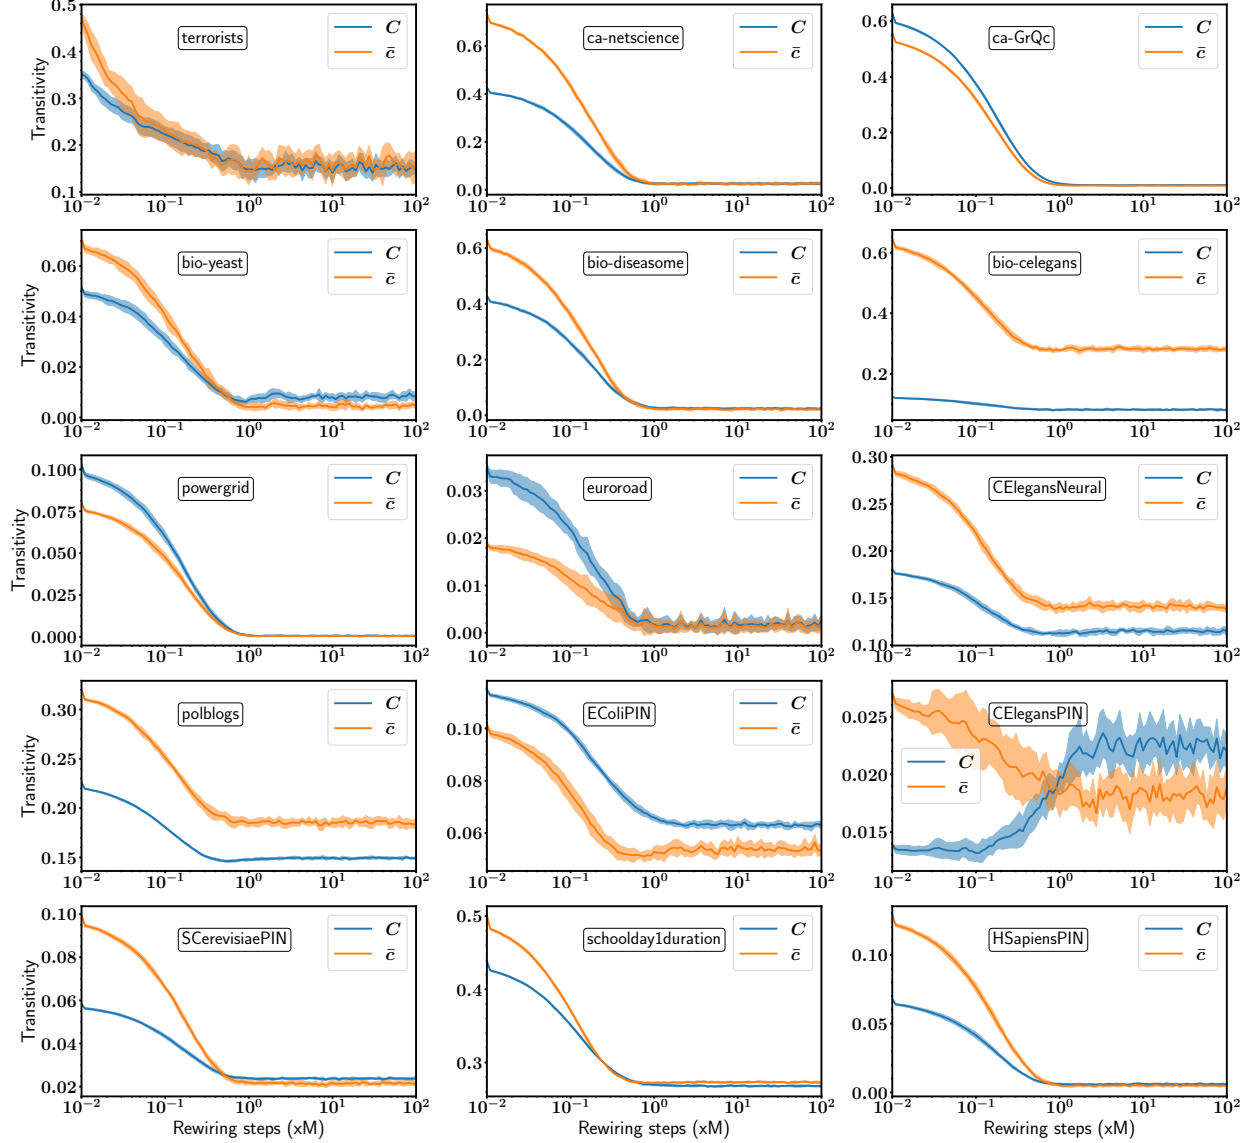 terrorists
C
c̄
Transitivity
0.5
0.4
0.3
0.2
0.1
10⁻² 10⁻¹ 10⁰ 10¹ 10²
ca-netscience
C
c̄
0.6
0.4
0.2
0.0
10⁻² 10⁻¹ 10⁰ 10¹ 10²
ca-GrQc
C
c̄
0.6
0.4
0.2
0.0
10⁻² 10⁻¹ 10⁰ 10¹ 10²
bio-yeast
C
c̄
Transitivity
0.06
0.04
0.02
0.00
10⁻² 10⁻¹ 10⁰ 10¹ 10²
bio-diseasome
C
c̄
0.6
0.4
0.2
0.0
10⁻² 10⁻¹ 10⁰ 10¹ 10²
bio-celegans
C
c̄
0.6
0.4
0.2
10⁻² 10⁻¹ 10⁰ 10¹ 10²
powergrid
C
c̄
Transitivity
0.100
0.075
0.050
0.025
0.000
10⁻² 10⁻¹ 10⁰ 10¹ 10²
euroroad
C
c̄
0.03
0.02
0.01
0.00
10⁻² 10⁻¹ 10⁰ 10¹ 10²
CElegansNeural
C
c̄
0.30
0.25
0.20
0.15
0.10
10⁻² 10⁻¹ 10⁰ 10¹ 10²
polblogs
C
c̄
Transitivity
0.30
0.25
0.20
0.15
10⁻² 10⁻¹ 10⁰ 10¹ 10²
EColiPIN
C
c̄
0.10
0.08
0.06
10⁻² 10⁻¹ 10⁰ 10¹ 10²
CElegansPIN
C
c̄
0.025
0.020
0.015
10⁻² 10⁻¹ 10⁰ 10¹ 10²
SCerevisiaePIN
C
c̄
Transitivity
0.10
0.08
0.06
0.04
0.02
10⁻² 10⁻¹ 10⁰ 10¹ 10²
Rewiring steps (xM)
schoolday1duration
C
c̄
0.5
0.4
0.3
10⁻² 10⁻¹ 10⁰ 10¹ 10²
Rewiring steps (xM)
HSapiensPIN
C
c̄
0.10
0.05
0.00
10⁻² 10⁻¹ 10⁰ 10¹ 10²
Rewiring steps (xM)